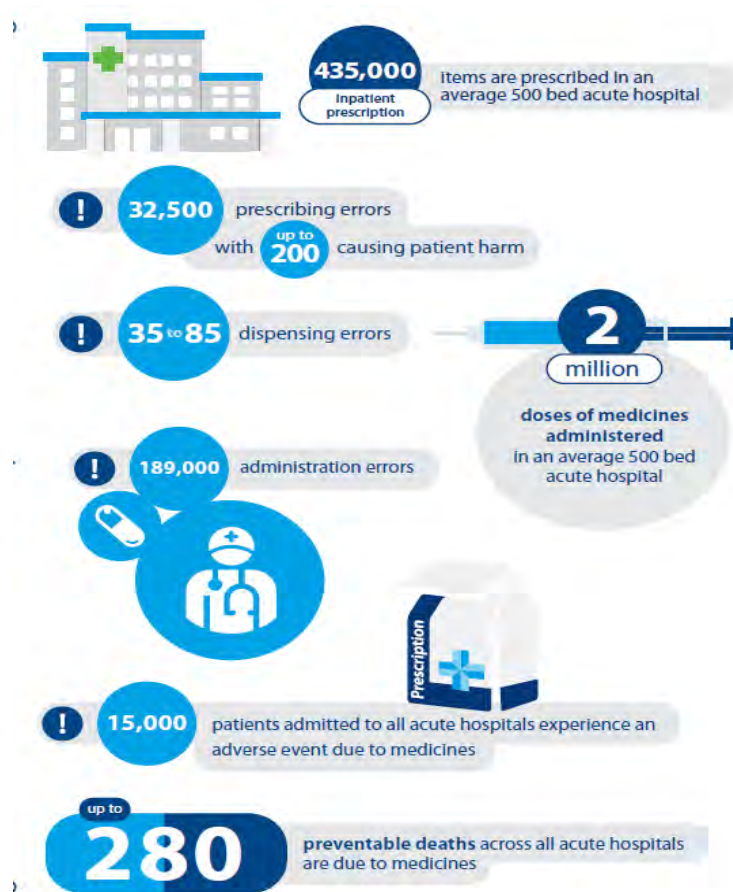 435,000
inpatient
prescription
items are prescribed in an
average 500 bed acute hospital
! 32,500 prescribing errors
with up to 200 causing patient harm
! 35 to 85 dispensing errors
2
million
doses of medicines
administered
in an average 500 bed
acute hospital
! 189,000 administration errors
Prescription
! 15,000 patients admitted to all acute hospitals experience an
adverse event due to medicines
up to
280
preventable deaths across all acute hospitals
are due to medicines